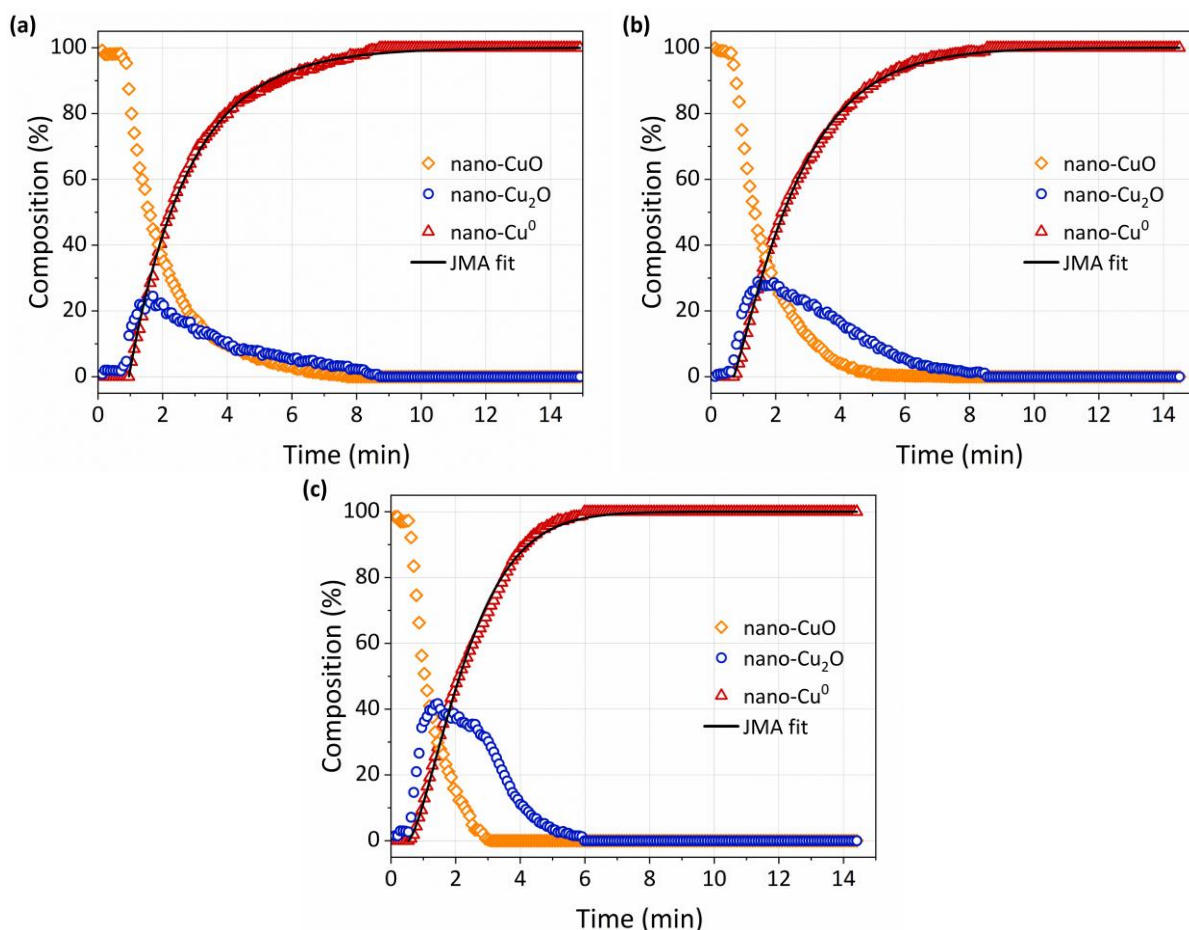 (a)
100
80
60
40
20
0
Composition (%)
nano-CuO
nano-Cu₂O
nano-Cu⁰
JMA fit
0 2 4 6 8 10 12 14
Time (min)
(b)
100
80
60
40
20
0
Composition (%)
nano-CuO
nano-Cu₂O
nano-Cu⁰
JMA fit
0 2 4 6 8 10 12 14
Time (min)
(c)
100
80
60
40
20
0
Composition (%)
nano-CuO
nano-Cu₂O
nano-Cu⁰
JMA fit
0 2 4 6 8 10 12 14
Time (min)